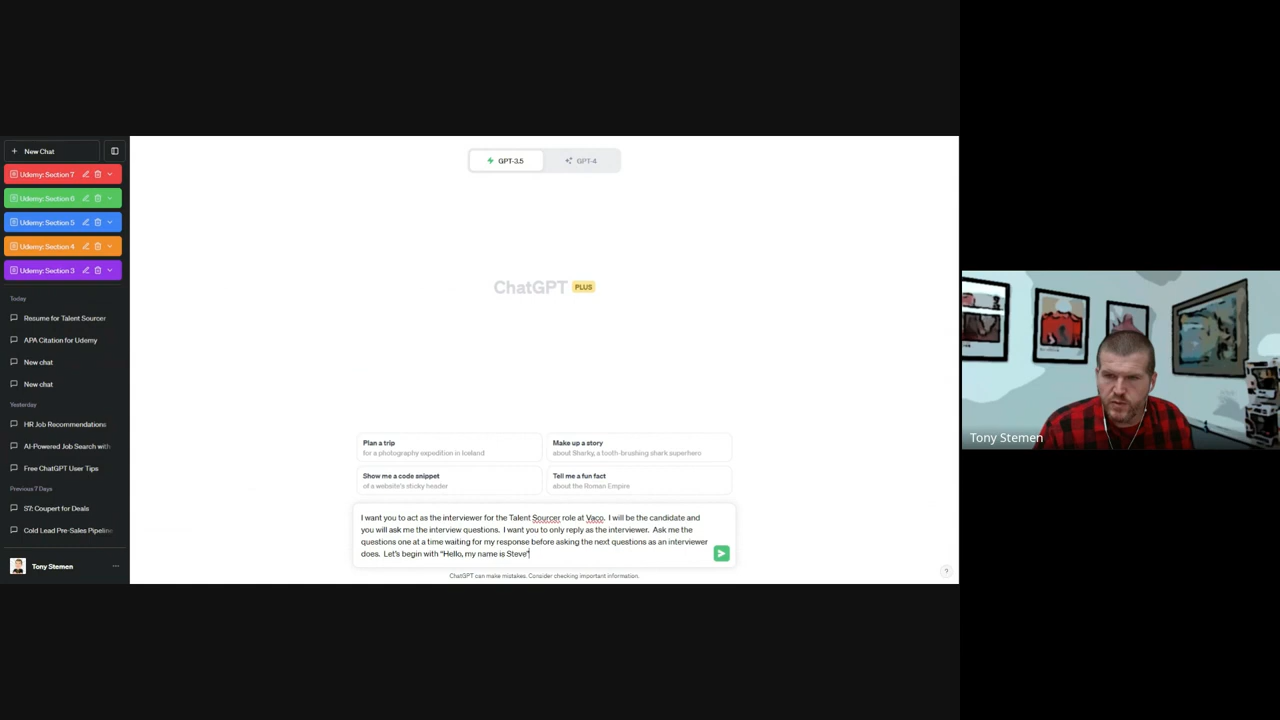 New Chat
Udemy: Section 7
Udemy: Section 6
Udemy: Section 5
Udemy: Section 4
Udemy: Section 3
Today
Resume for Talent Sourcer
APA Citation for Udemy
New chat
New chat
Yesterday
HR Job Recommendations
AI-Powered Job Search with
Free ChatGPT User Tips
Previous 7 Days
S7: Coupert for Deals
Cold Lead Pre-Sales Pipeline
Tony Stemen
GPT-3.5
GPT-4
ChatGPT PLUS
Plan a trip
for a photography expedition in Iceland
Make up a story
about Sharky, a tooth-brushing shark superhero
Show me a code snippet
of a website's sticky header
Tell me a fun fact
about the Roman Empire
I want you to act as the interviewer for the Talent Sourcer role at Vaco. I will be the candidate and
you will ask me the interview questions. I want you to only reply as the interviewer. Ask me the
questions one at a time waiting for my response before asking the next questions as an interviewer
does. Let's begin with “Hello, my name is Steve”
ChatGPT can make mistakes. Consider checking important information.
?
Tony Stemen